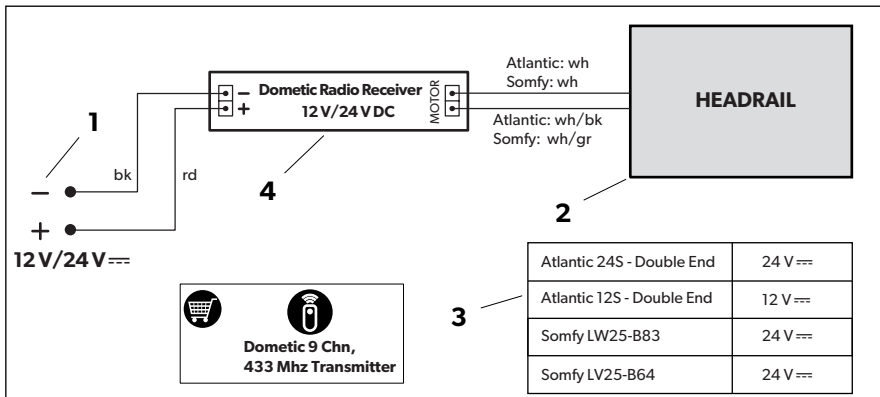 Atlantic: wh
Somfy: wh
Dometic Radio Receiver
12 V/24 V DC
−
+
MOTOR
HEADRAIL
Atlantic: wh/bk
Somfy: wh/gr
1
bk
rd
4
2
−
+
12 V/24 V ⎓
3
Atlantic 24S - Double End 24 V ⎓
Atlantic 12S - Double End 12 V ⎓
Somfy LW25-B83 24 V ⎓
Somfy LV25-B64 24 V ⎓
Dometic 9 Chn,
433 Mhz Transmitter